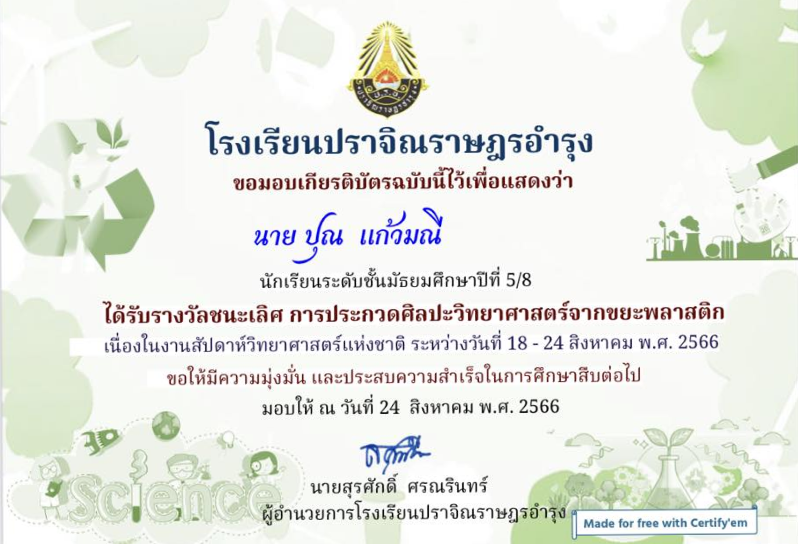 โรงเรียนปราจิณราษฎรอำรุง
ขอมอบเกียรติบัตรฉบับนี้ไว้เพื่อแสดงว่า
นาย ปุณ แก้วมณี
นักเรียนระดับชั้นมัธยมศึกษาปีที่ 5/8
ได้รับรางวัลชนะเลิศ การประกวดศิลปะวิทยาศาสตร์จากขยะพลาสติก
เนื่องในงานสัปดาห์วิทยาศาสตร์แห่งชาติ ระหว่างวันที่ 18 - 24 สิงหาคม พ.ศ. 2566
ขอให้มีความมุ่งมั่น และประสบความสำเร็จในการศึกษาสืบต่อไป
มอบให้ ณ วันที่ 24 สิงหาคม พ.ศ. 2566
Science
นายสุรศักดิ์ ศรณรินทร์
ผู้อำนวยการโรงเรียนปราจิณราษฎรอำรุง
Made for free with Certify'em